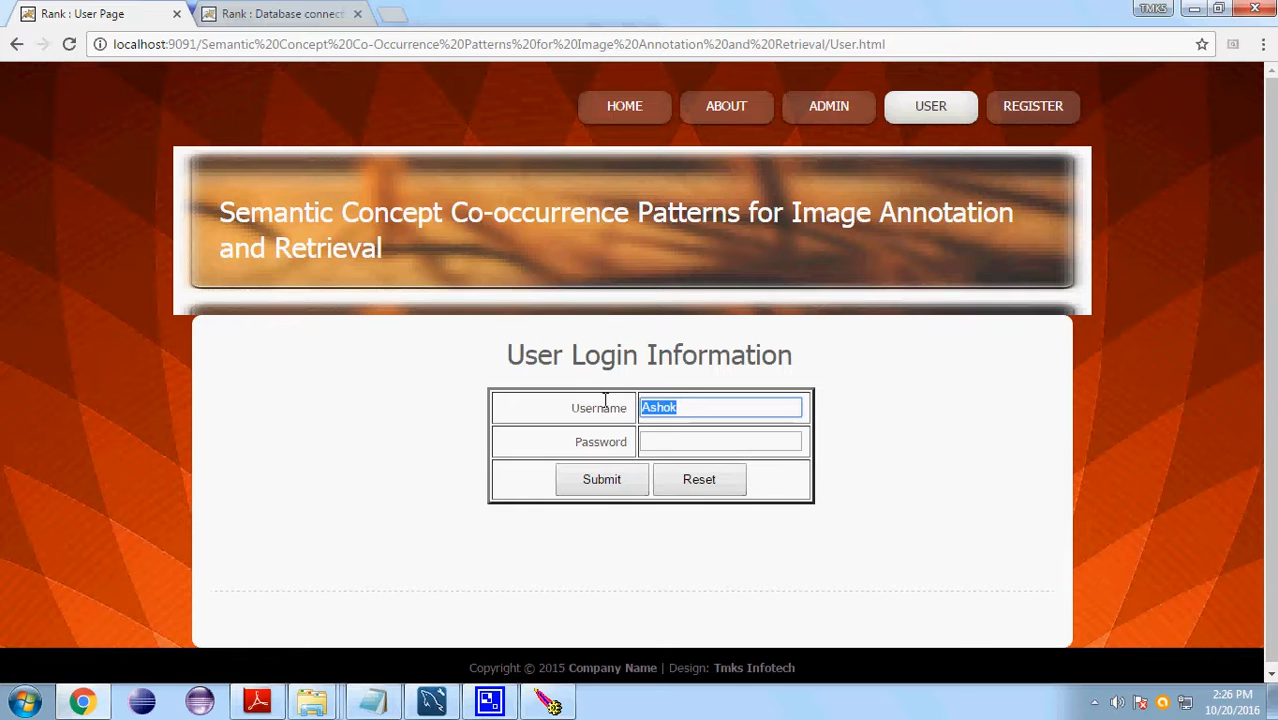 Rank : User Page
Rank : Database connecti
TMKS
localhost:9091/Semantic%20Concept%20Co-Occurrence%20Patterns%20for%20Image%20Annotation%20and%20Retrieval/User.html
HOME
ABOUT
ADMIN
USER
REGISTER
Semantic Concept Co-occurrence Patterns for Image Annotation
and Retrieval
User Login Information
Username
Ashok
Password
Submit
Reset
Copyright © 2015 Company Name | Design: Tmks Infotech
2:26 PM
10/20/2016